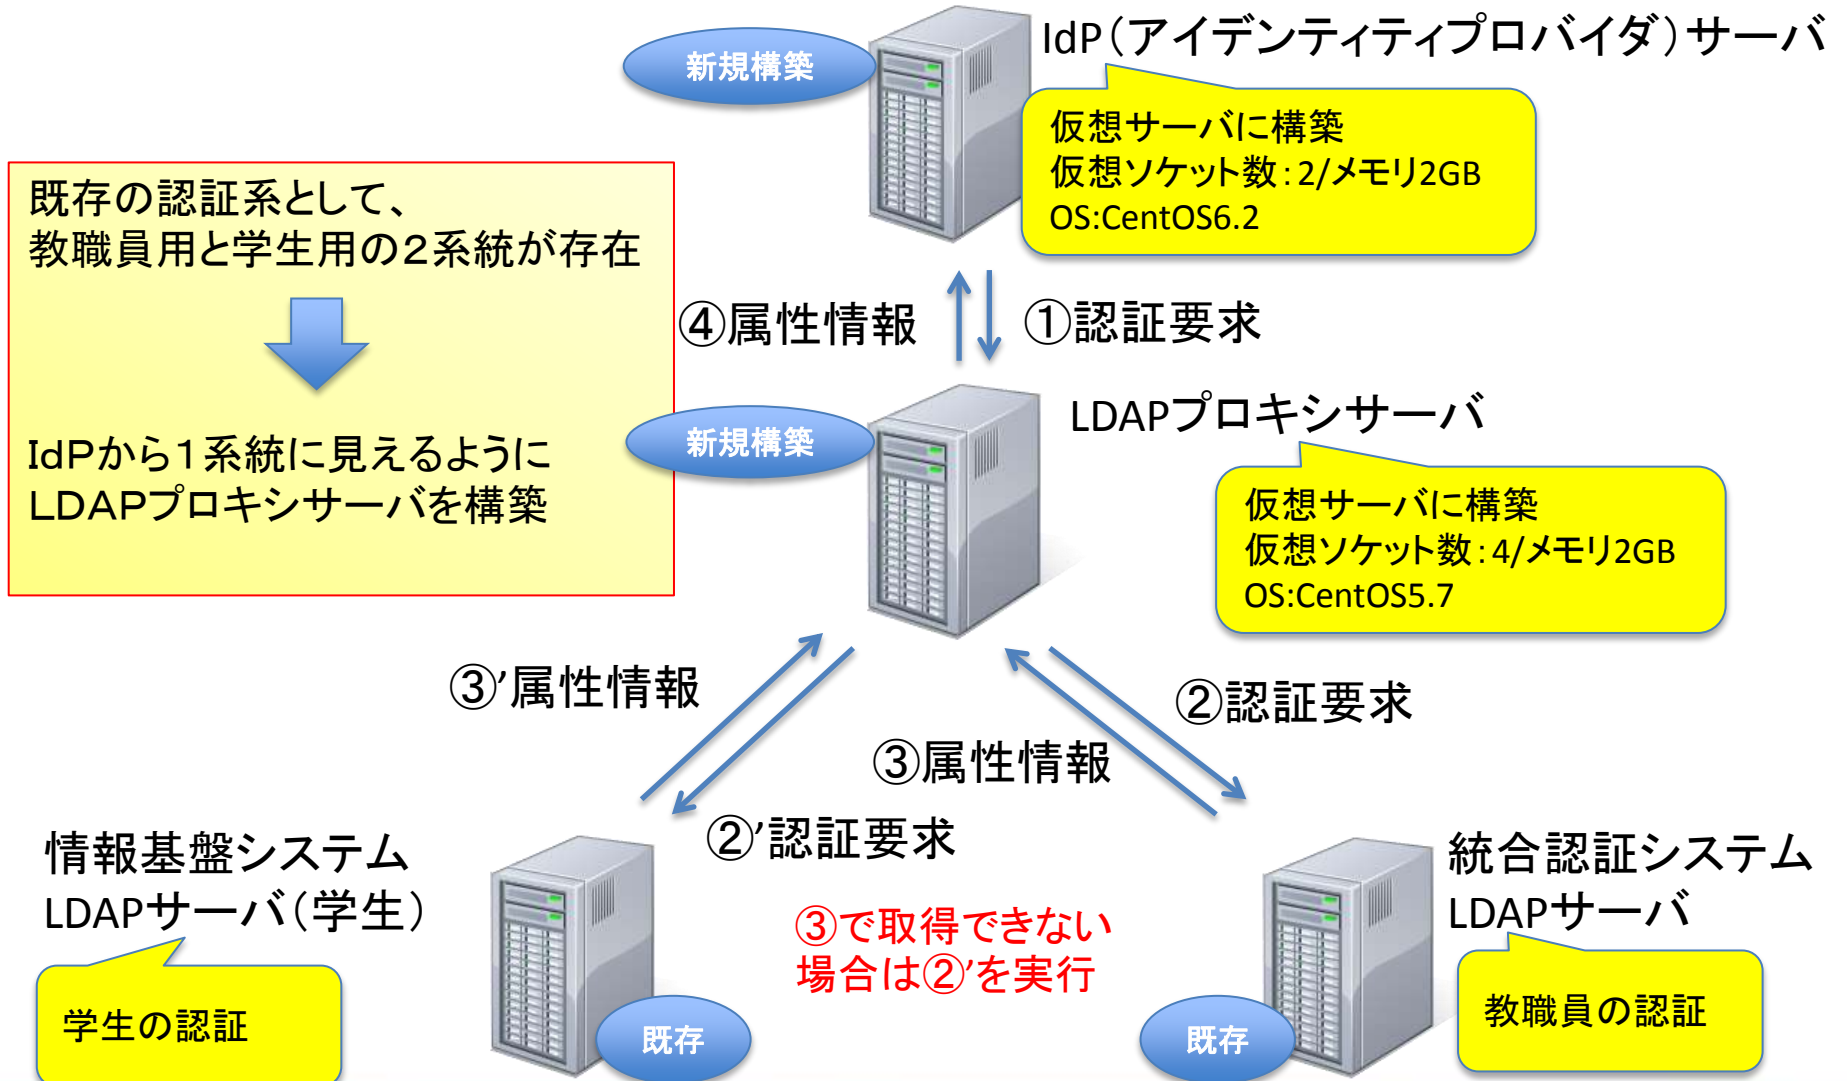 新規構築
IdP(アイデンティティプロバイダ)サーバ
仮想サーバに構築
仮想ソケット数:2/メモリ2GB
OS:CentOS6.2
既存の認証系として、
教職員用と学生用の2系統が存在
IdPから1系統に見えるように
LDAPプロキシサーバを構築
④属性情報
①認証要求
新規構築
LDAPプロキシサーバ
仮想サーバに構築
仮想ソケット数:4/メモリ2GB
OS:CentOS5.7
③'属性情報
②認証要求
③属性情報
②'認証要求
情報基盤システム
LDAPサーバ(学生)
学生の認証
既存
③で取得できない
場合は②'を実行
統合認証システム
LDAPサーバ
教職員の認証
既存